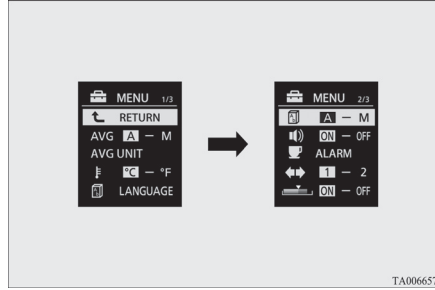 MENU 1/3
RETURN
AVG A – M
AVG UNIT
°C – °F
LANGUAGE
MENU 2/3
A – M
ON – OFF
ALARM
1 – 2
ON – OFF
TA006657